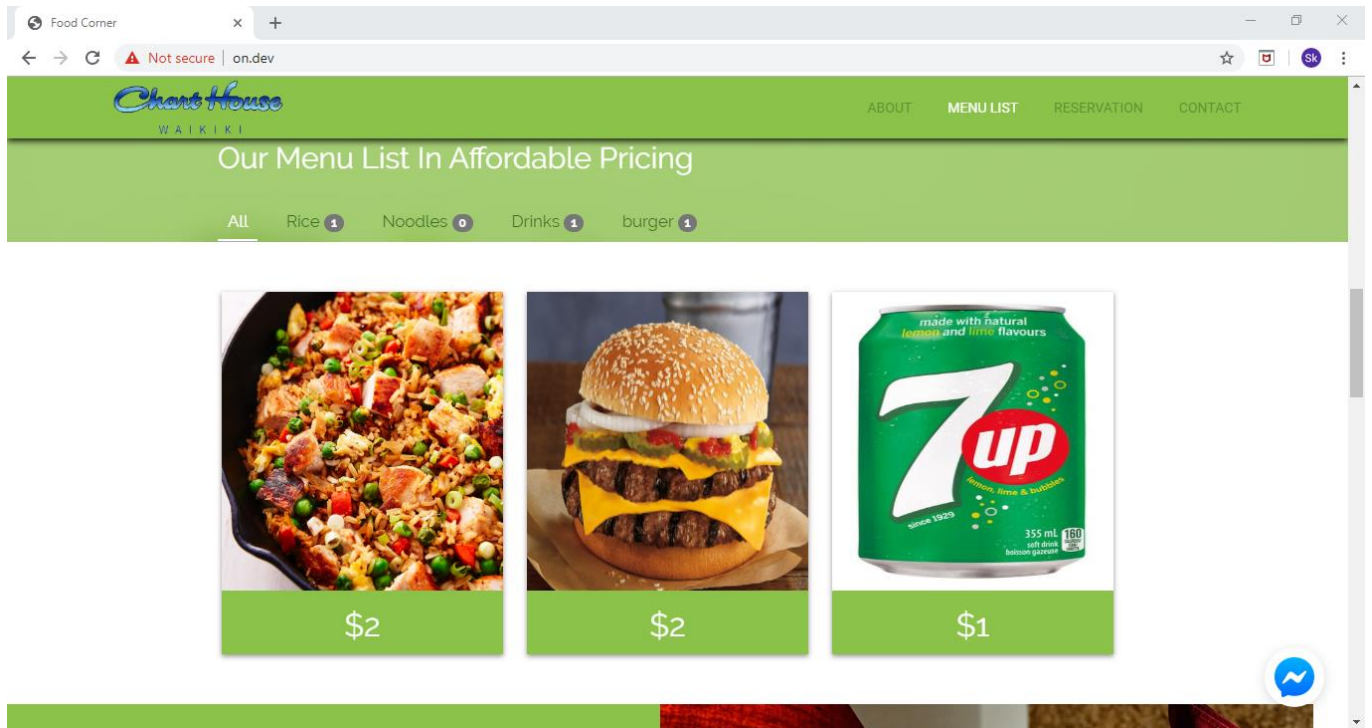 Food Corner
Not secure | on.dev
Sk
Chart House
WAIKIKI
ABOUT MENU LIST RESERVATION CONTACT
Our Menu List In Affordable Pricing
All Rice 1 Noodles 0 Drinks 1 burger 1
made with natural
lemon and lime flavours
7up
lemon, lime & bubbles
since 1929
355 mL
160
soft drink
boisson gazeuse
$2 $2 $1